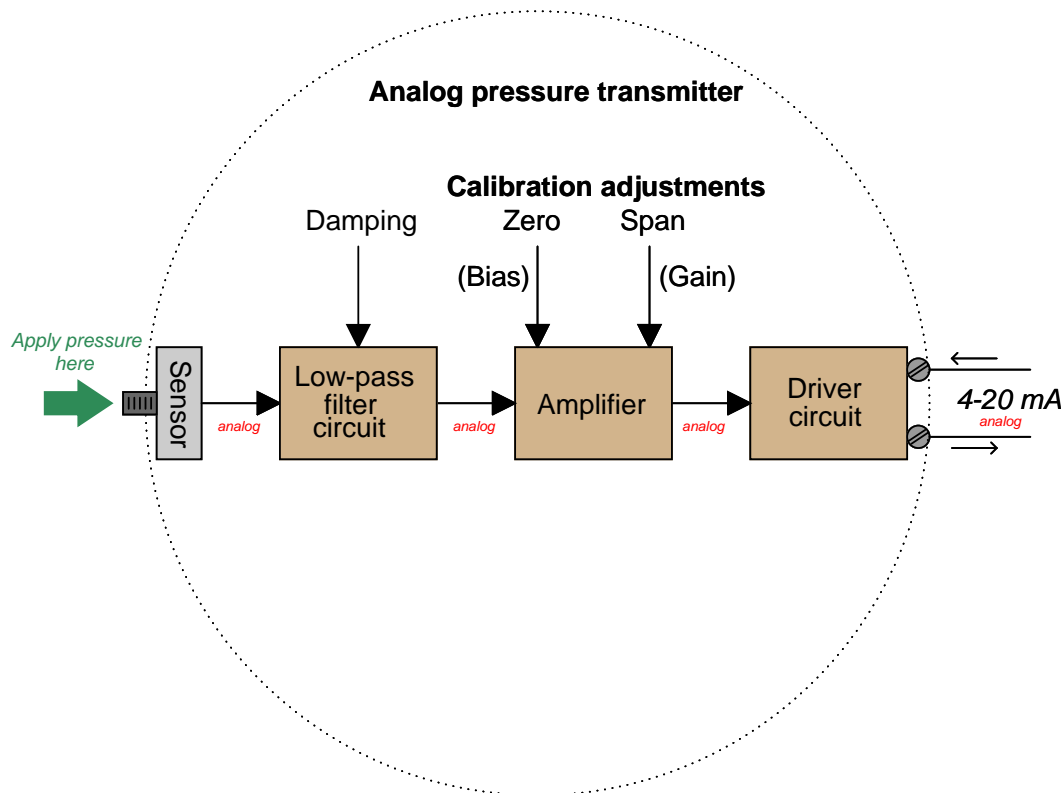 Analog pressure transmitter
Calibration adjustments
Damping
Zero
Span
(Bias)
(Gain)
Apply pressure
here
Sensor
analog
Low-pass
filter
circuit
analog
Amplifier
analog
Driver
circuit
4-20 mA
analog